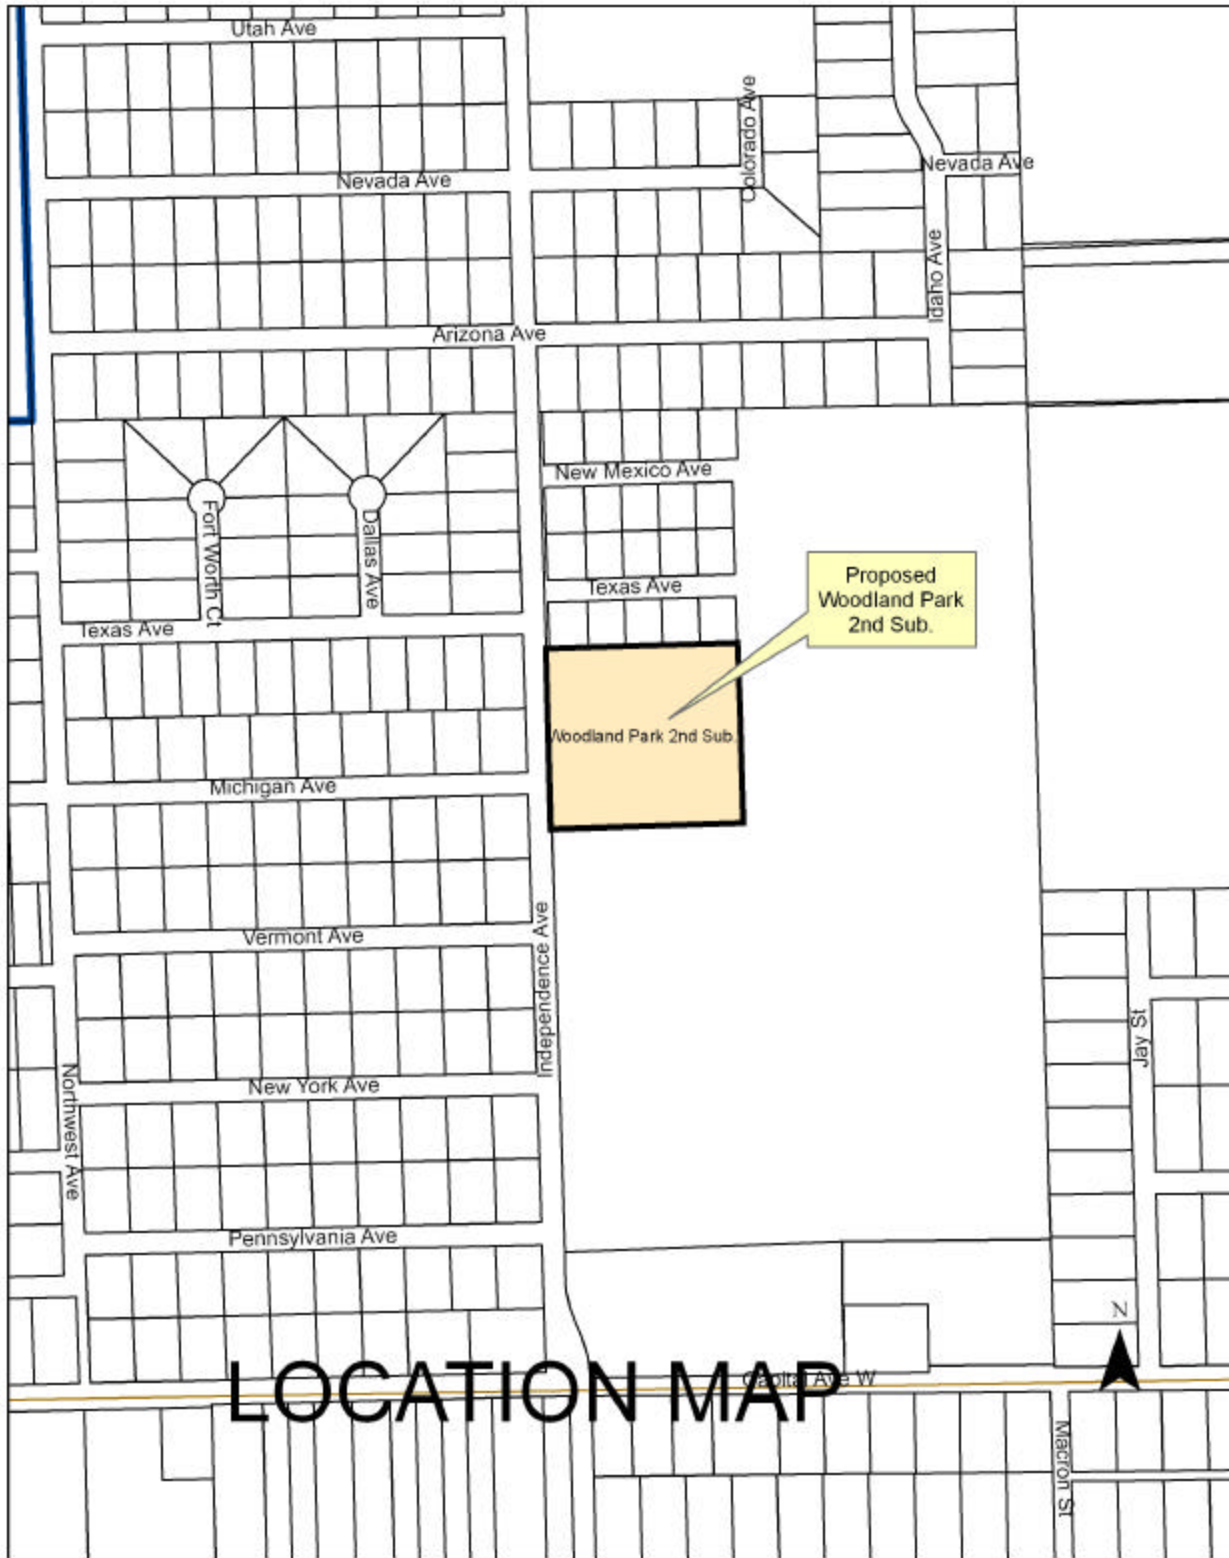 Utah Ave
Colorado Ave
Nevada Ave
Nevada Ave
Idaho Ave
Arizona Ave
New Mexico Ave
Fort Worth Ct
Dallas Ave
Texas Ave
Texas Ave
Proposed
Woodland Park
2nd Sub.
Woodland Park 2nd Sub.
Michigan Ave
Vermont Ave
Independence Ave
Jay St
Northwest Ave
New York Ave
Pennsylvania Ave
N
LOCATION MAP
Capital Ave W
Macron St